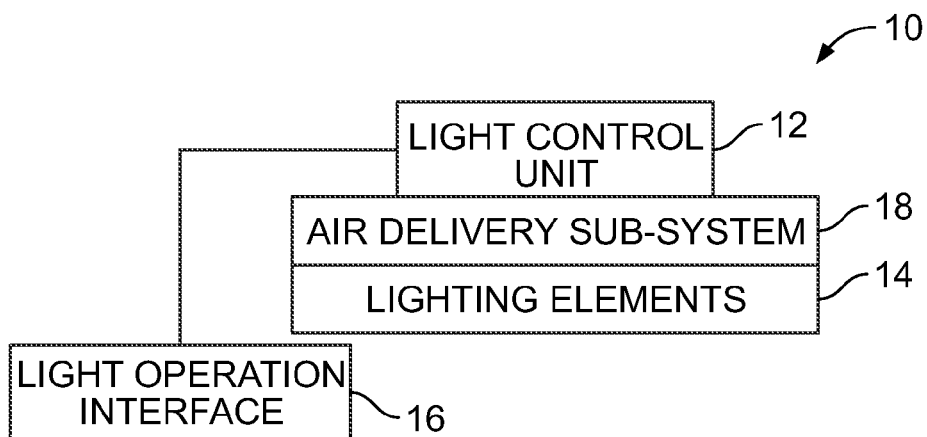 10
LIGHT CONTROL
UNIT
12
AIR DELIVERY SUB-SYSTEM
18
LIGHTING ELEMENTS
14
LIGHT OPERATION
INTERFACE
16